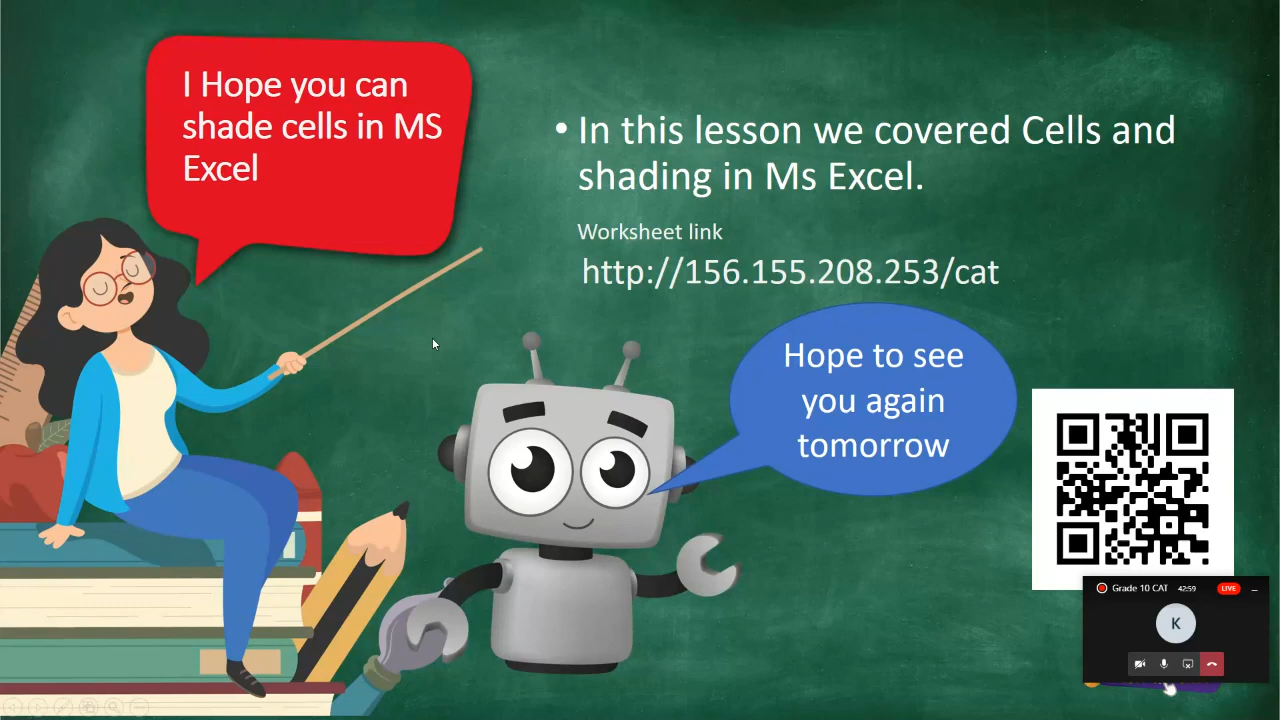 I Hope you can
shade cells in MS
Excel
• In this lesson we covered Cells and
shading in Ms Excel.
Worksheet link
http://156.155.208.253/cat
Hope to see
you again
tomorrow
Grade 10 CAT 42:59 LIVE
K